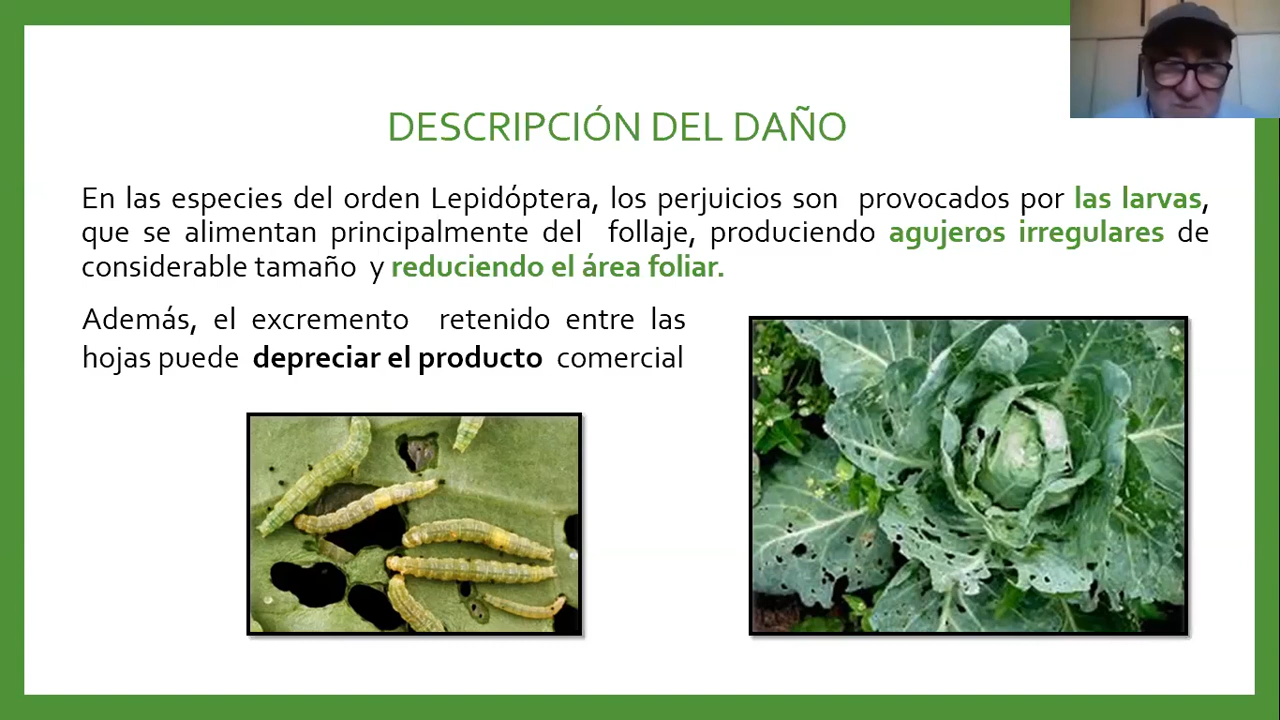 DESCRIPCIÓN DEL DAÑO
En las especies del orden Lepidóptera, los perjuicios son provocados por las larvas,
que se alimentan principalmente del follaje, produciendo agujeros irregulares de
considerable tamaño y reduciendo el área foliar.
Además, el excremento retenido entre las
hojas puede depreciar el producto comercial